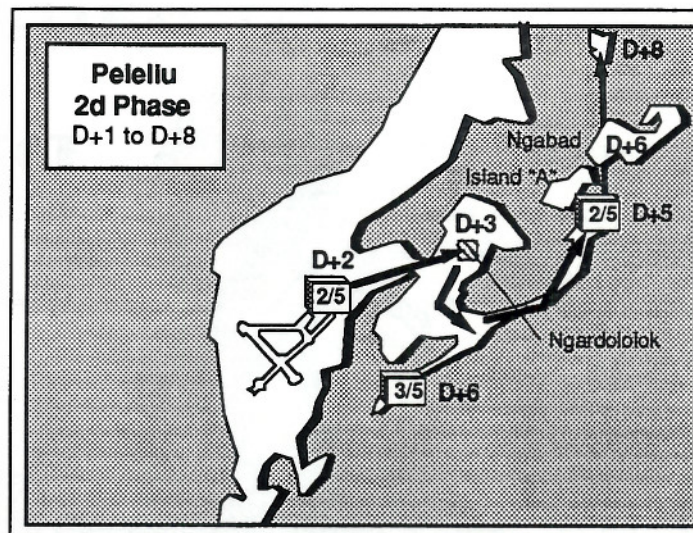 Peleliu
2d Phase
D+1 to D+8
D+8
Ngabad
D+6
Island "A"
2/5
D+5
D+3
D+2
2/5
Ngardololok
3/5
D+6